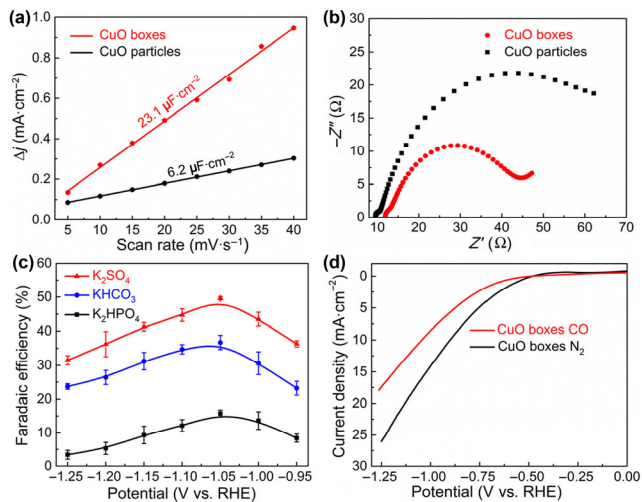 (a)
CuO boxes
CuO particles
23.1 μF·cm⁻²
6.2 μF·cm⁻²
Δj (mA·cm⁻²)
1.0
0.8
0.6
0.4
0.2
0.0
5 10 15 20 25 30 35 40
Scan rate (mV·s⁻¹)
(b)
CuO boxes
CuO particles
−Z″ (Ω)
35
30
25
20
15
10
5
0
10 20 30 40 50 60 70
Z′ (Ω)
(c)
K₂SO₄
KHCO₃
K₂HPO₄
Faradaic efficiency (%)
60
50
40
30
20
10
0
−1.25 −1.20 −1.15 −1.10 −1.05 −1.00 −0.95
Potential (V vs. RHE)
(d)
CuO boxes CO
CuO boxes N₂
Current density (mA·cm⁻²)
0
5
10
15
20
25
30
−1.25 −1.00 −0.75 −0.50 −0.25 0.00
Potential (V vs. RHE)